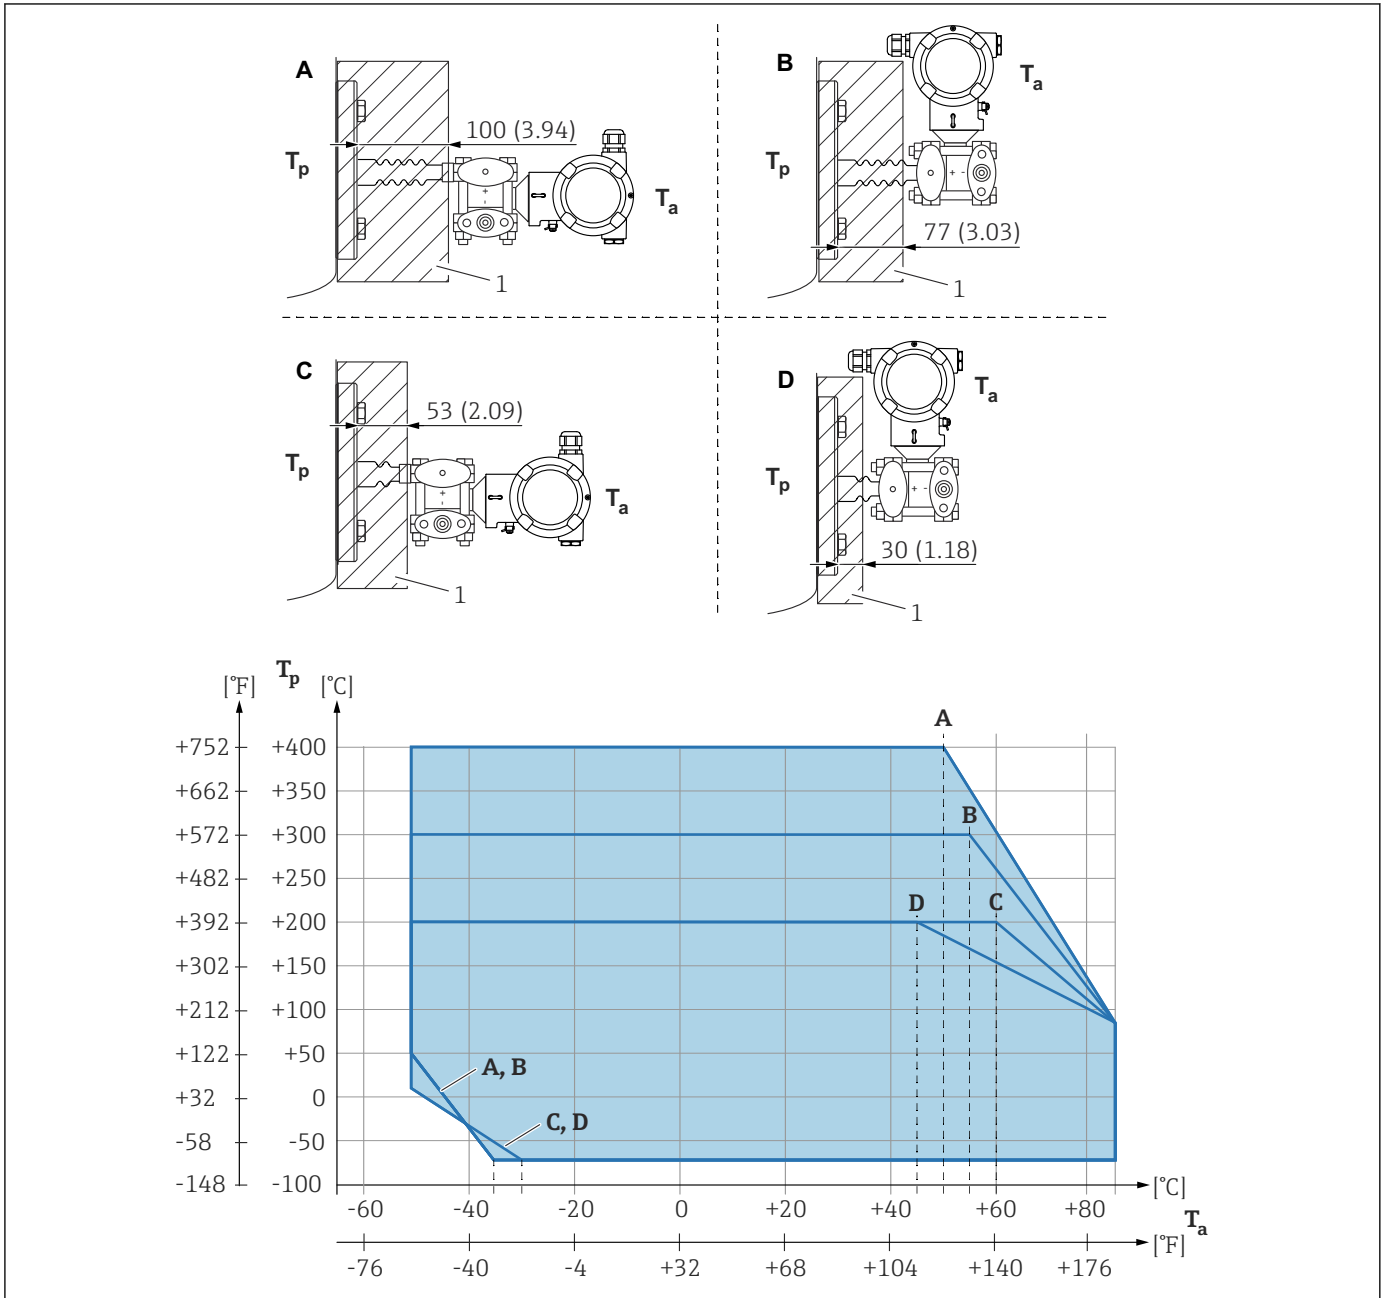 A
100 (3.94)
Tp
Ta
1
B
Ta
Tp
77 (3.03)
1
C
53 (2.09)
Tp
Ta
1
D
Ta
Tp
30 (1.18)
1
Tp
[°F] [°C]
A
+752 +400
+662 +350
B
+572 +300
+482 +250
D C
+392 +200
+302 +150
+212 +100
+122 +50
A, B
+32 0
C, D
-58 -50
-148 -100
[°C]
-60 -40 -20 0 +20 +40 +60 +80
Ta
[°F]
-76 -40 -4 +32 +68 +104 +140 +176